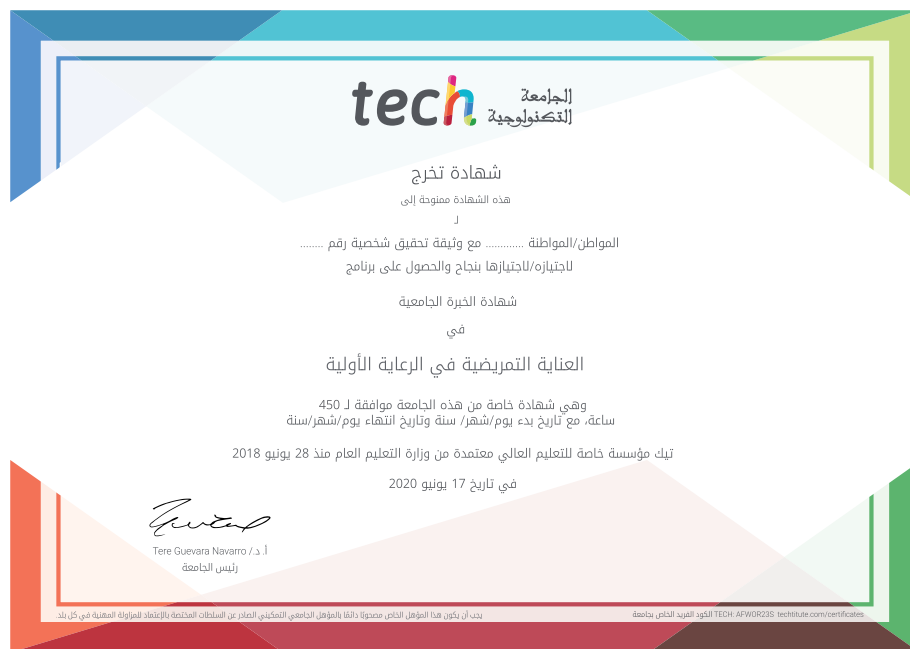 tech الجامعة
التكنولوجية
شهادة تخرج
هذه الشهادة ممنوحة إلى
لـ
المواطن/المواطنة ............. مع وثيقة تحقيق شخصية رقم ........
لاجتيازه/لاجتيازها بنجاح والحصول على برنامج
شهادة الخبرة الجامعية
في
العناية التمريضية في الرعاية الأولية
وهي شهادة خاصة من هذه الجامعة موافقة لـ 450
ساعة، مع تاريخ بدء يوم/شهر/ سنة وتاريخ انتهاء يوم/شهر/سنة
تيك مؤسسة خاصة للتعليم العالي معتمدة من وزارة التعليم العام منذ 28 يونيو 2018
في تاريخ 17 يونيو 2020
أ. د./ Tere Guevara Navarro
رئيس الجامعة
الكود الفريد الخاص بجامعة TECH: AFWOR23S techtitute.com/certificates
يجب أن يكون هذا المؤهل الخاص مصحوبًا دائمًا بالمؤهل الجامعي التمكيني الصادر عن السلطات المختصة بالإعتماد للمزاولة المهنية في كل بلد.